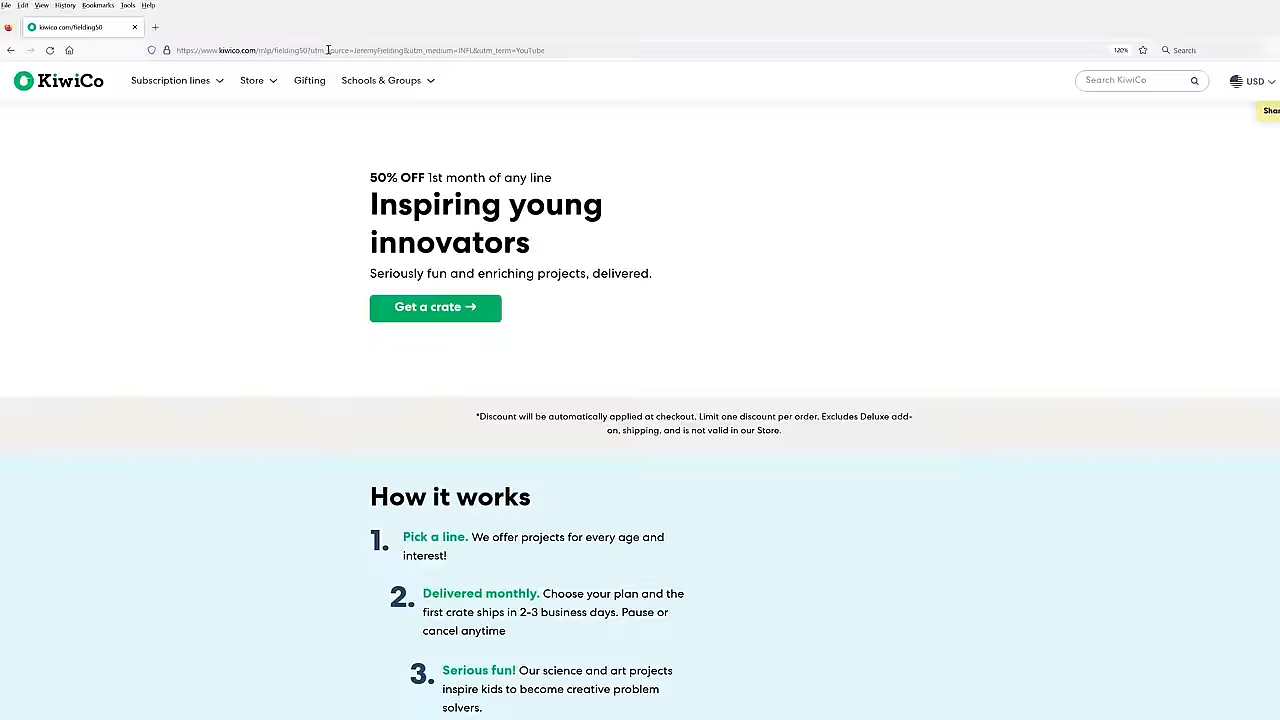 File Edit View History Bookmarks Tools Help
kiwico.com/fielding50
https://www.kiwico.com/mlp/fielding50?utm_source=JeremyFielding&utm_medium=INFL&utm_term=YouTube
120%
Search
KiwiCo
Subscription lines
Store
Gifting
Schools & Groups
Search KiwiCo
USD
50% OFF 1st month of any line
Inspiring young
innovators
Seriously fun and enriching projects, delivered.
Get a crate →
*Discount will be automatically applied at checkout. Limit one discount per order. Excludes Deluxe add-
on, shipping, and is not valid in our Store.
How it works
1. Pick a line. We offer projects for every age and
interest!
2. Delivered monthly. Choose your plan and the
first crate ships in 2-3 business days. Pause or
cancel anytime
3. Serious fun! Our science and art projects
inspire kids to become creative problem
solvers.